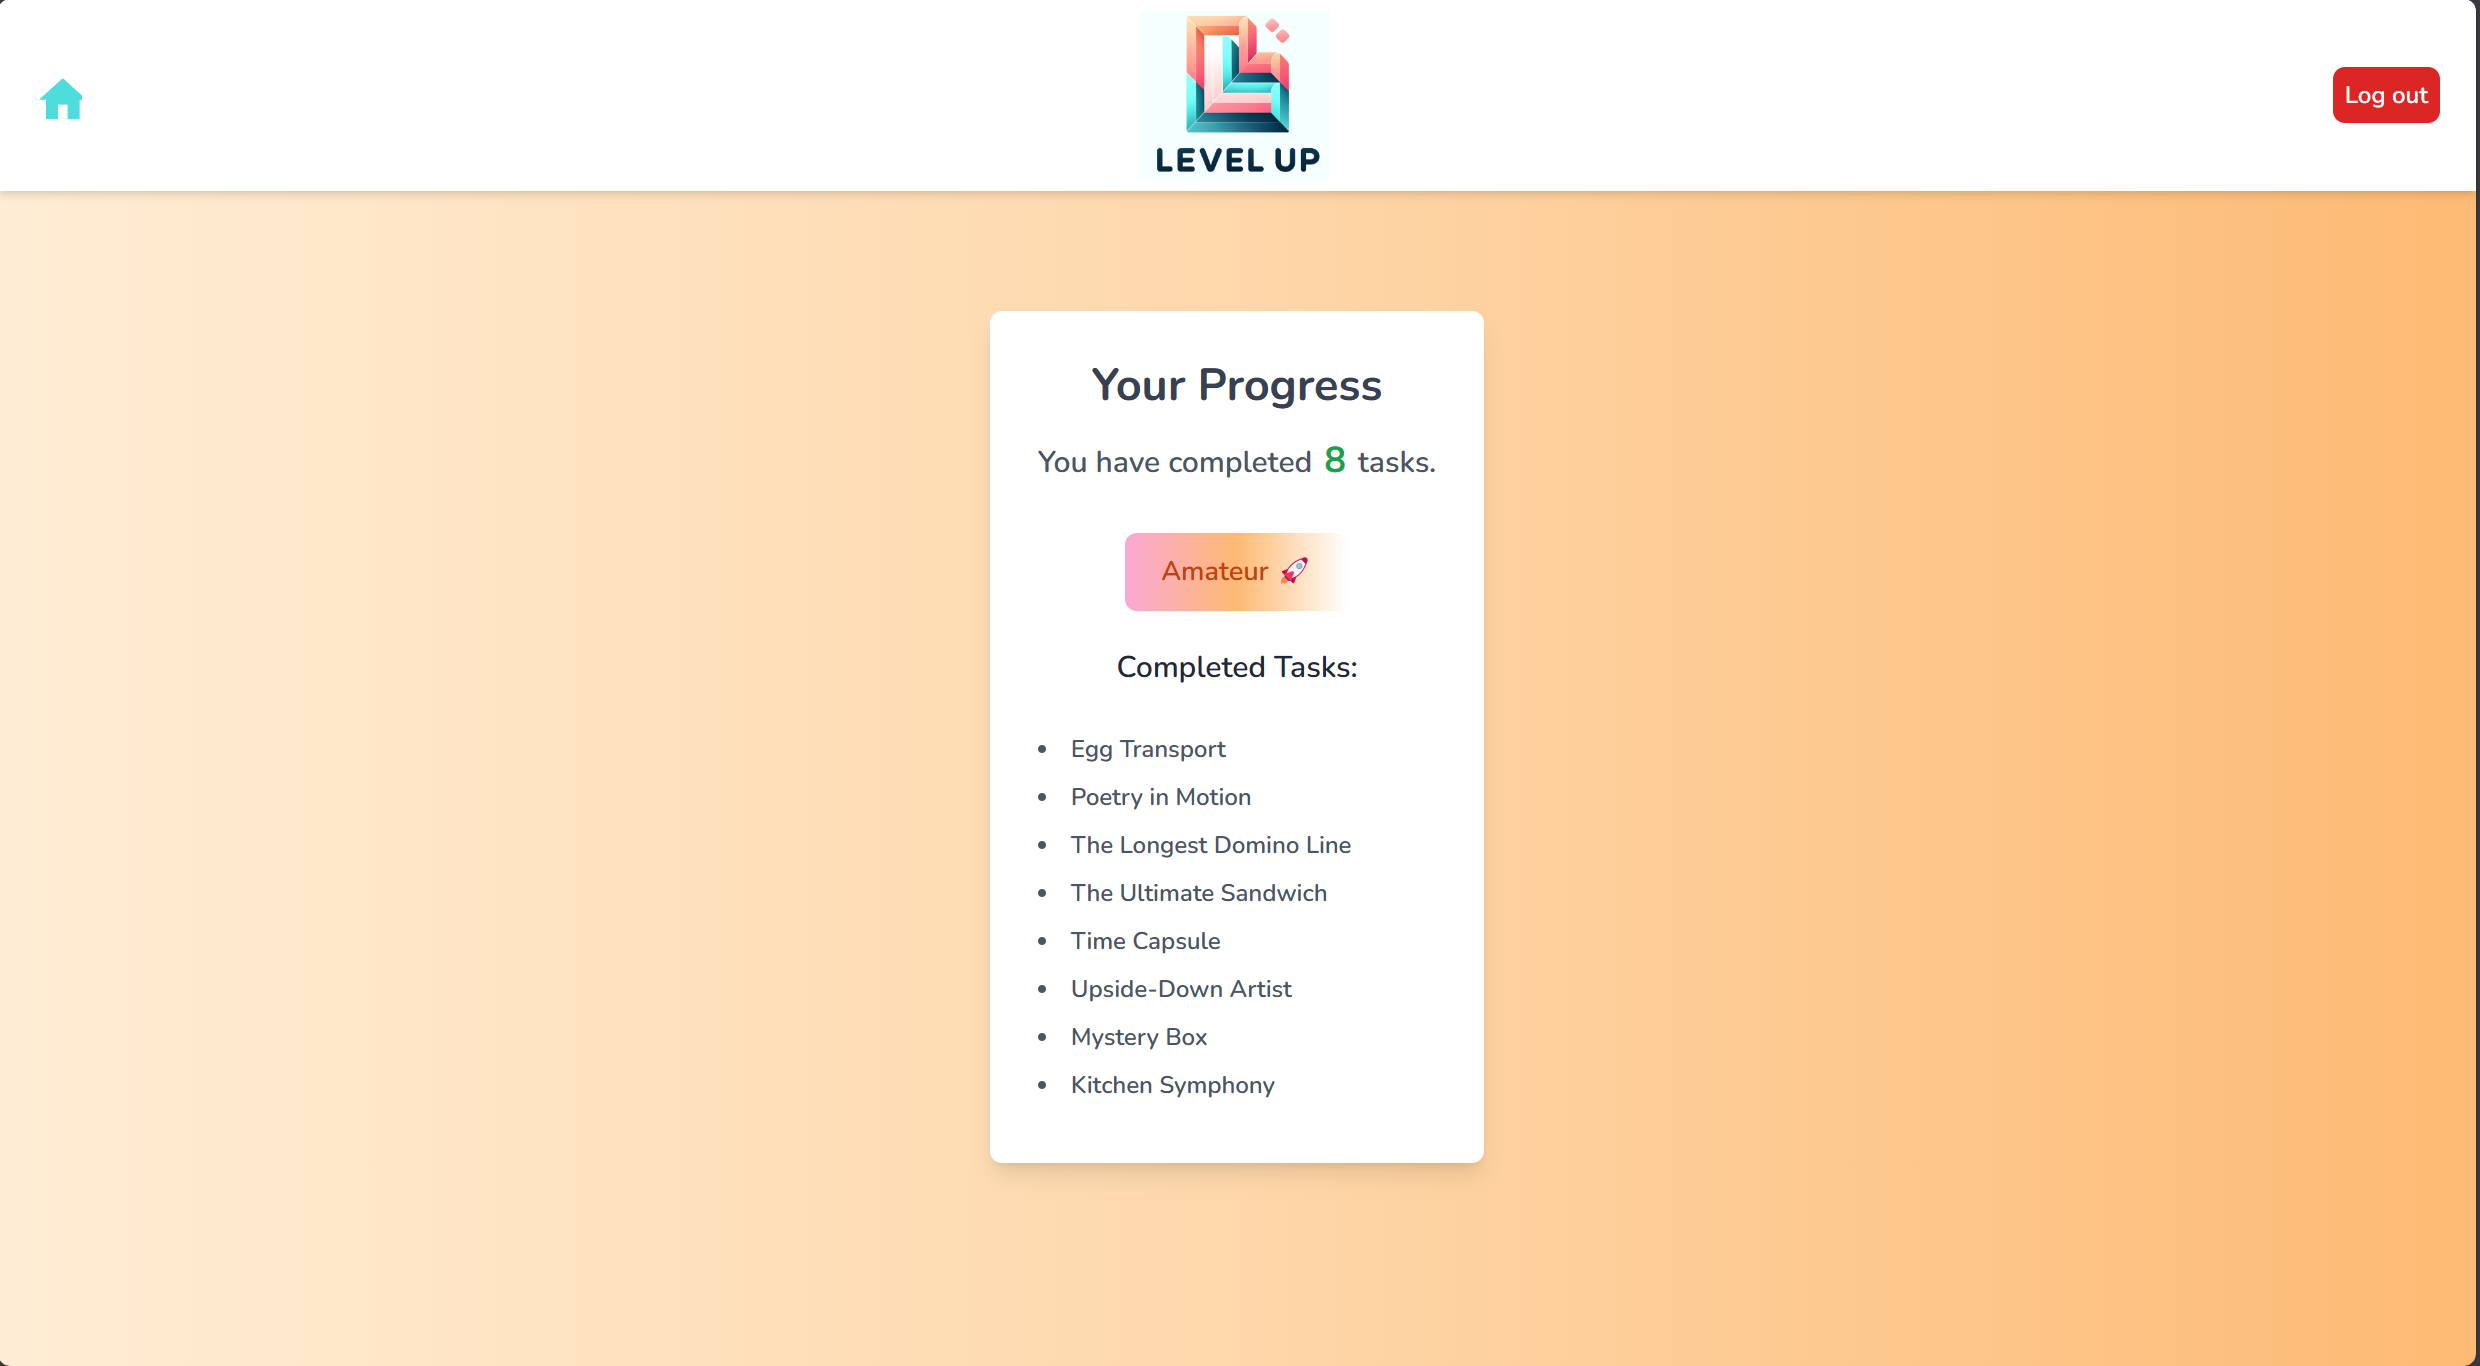 LEVEL UP
Log out
Your Progress
You have completed 8 tasks.
Amateur 🚀
Completed Tasks:
• Egg Transport
• Poetry in Motion
• The Longest Domino Line
• The Ultimate Sandwich
• Time Capsule
• Upside-Down Artist
• Mystery Box
• Kitchen Symphony